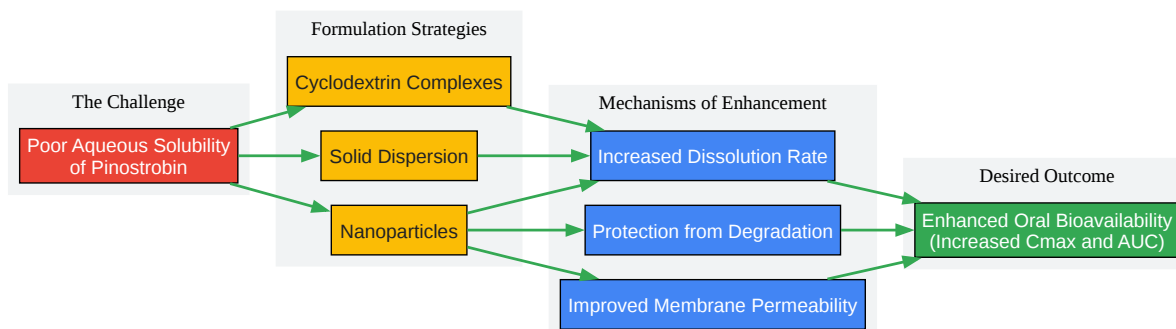 The Challenge
Poor Aqueous Solubility
of Pinostrobin
Formulation Strategies
Cyclodextrin Complexes
Solid Dispersion
Nanoparticles
Mechanisms of Enhancement
Increased Dissolution Rate
Protection from Degradation
Improved Membrane Permeability
Desired Outcome
Enhanced Oral Bioavailability
(Increased Cmax and AUC)